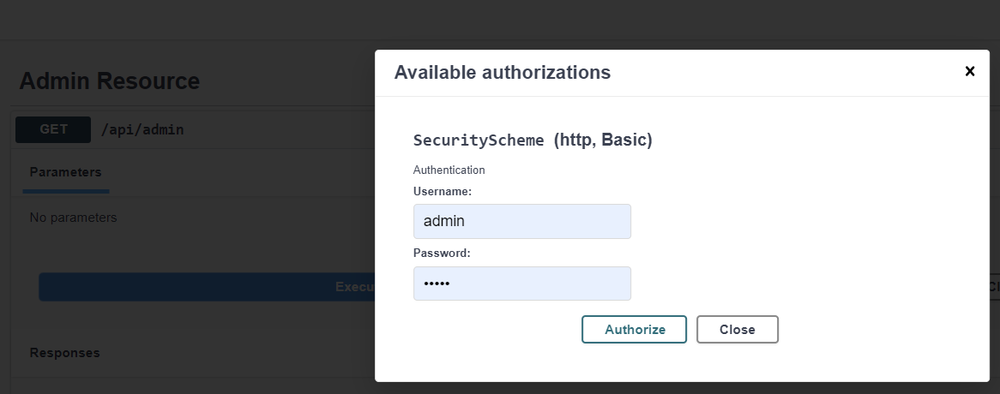 Admin Resource
GET /api/admin
Parameters
No parameters
Execu
Responses
Available authorizations
SecurityScheme (http, Basic)
Authentication
Username:
admin
Password:
•••••
Authorize
Close